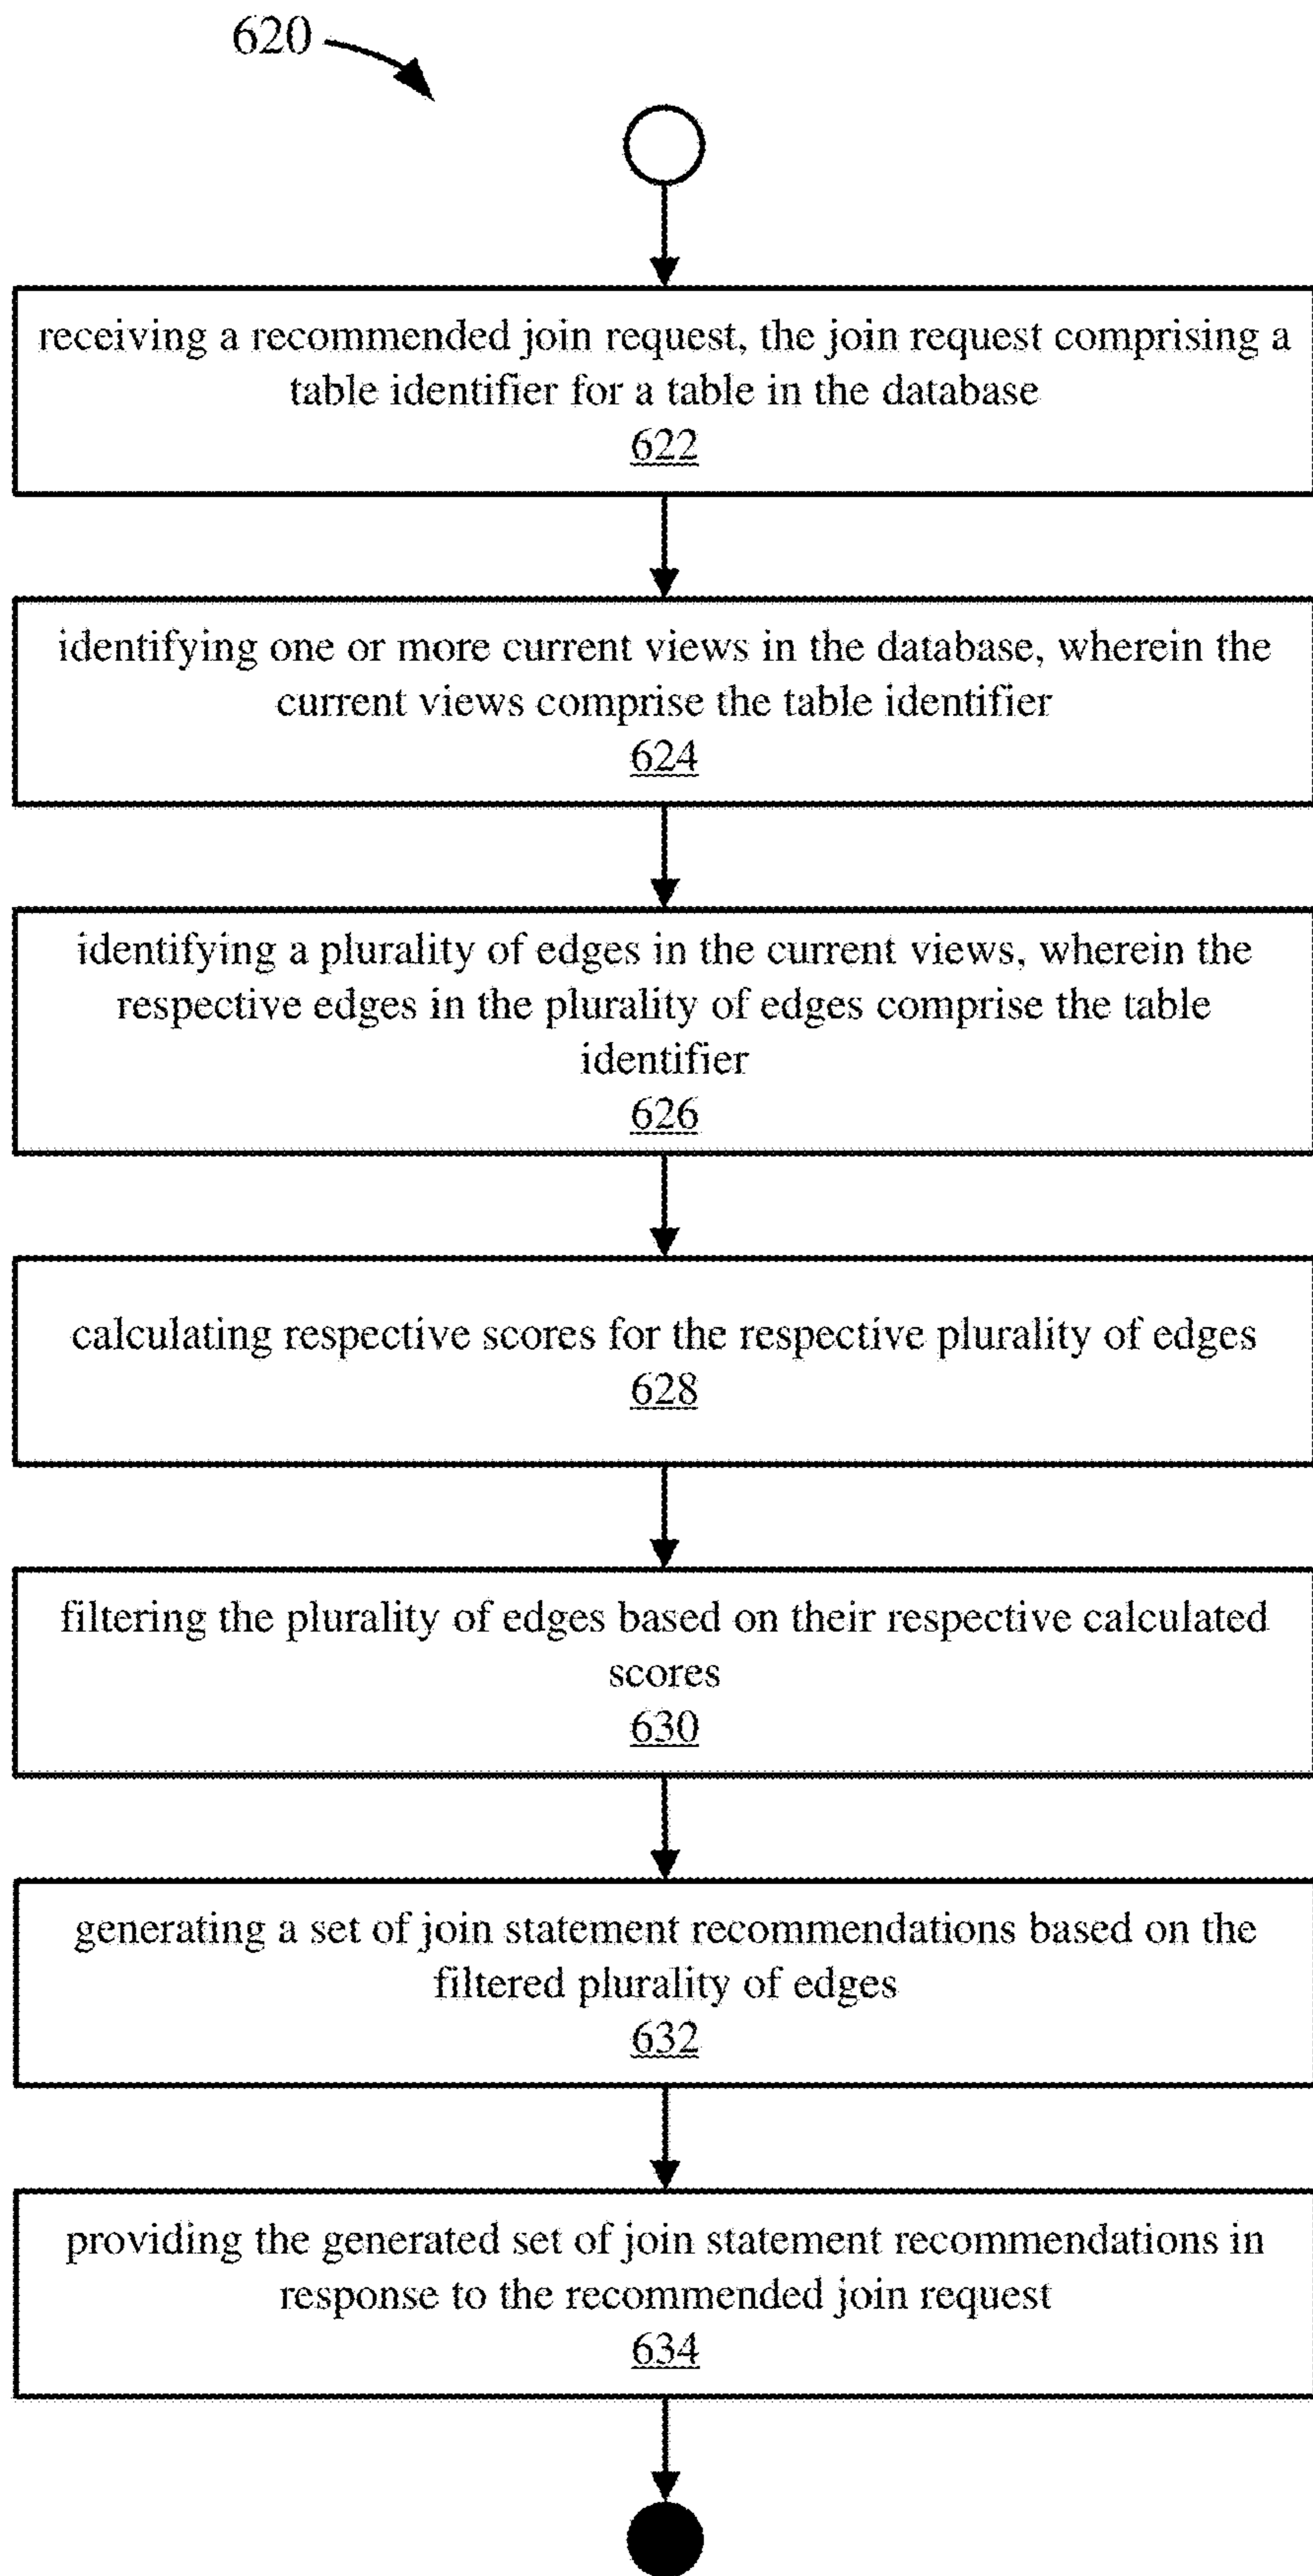 620
receiving a recommended join request, the join request comprising a
table identifier for a table in the database
622
identifying one or more current views in the database, wherein the
current views comprise the table identifier
624
identifying a plurality of edges in the current views, wherein the
respective edges in the plurality of edges comprise the table
identifier
626
calculating respective scores for the respective plurality of edges
628
filtering the plurality of edges based on their respective calculated
scores
630
generating a set of join statement recommendations based on the
filtered plurality of edges
632
providing the generated set of join statement recommendations in
response to the recommended join request
634